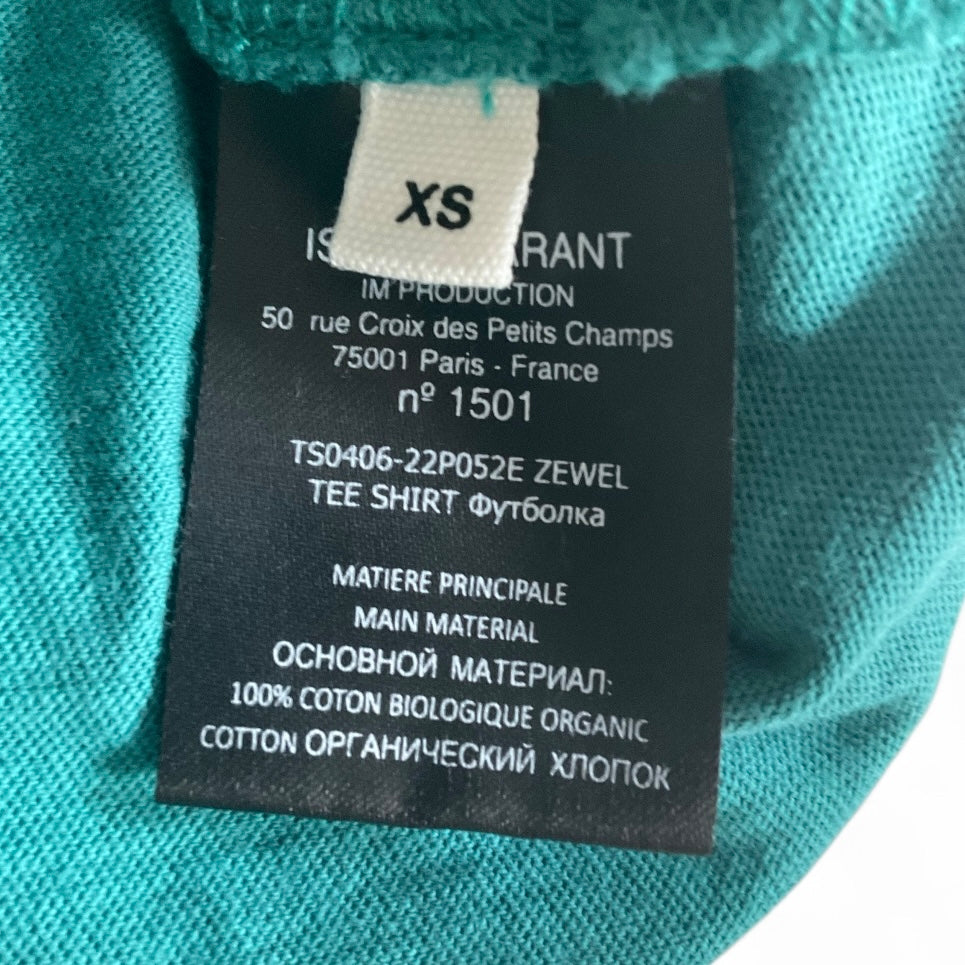 XS
IM PRODUCTION
50 rue Croix des Petits Champs
75001 Paris - France
nº 1501
TS0406-22P052E ZEWEL
TEE SHIRT Футболка
MATIERE PRINCIPALE
MAIN MATERIAL
ОСНОВНОЙ МАТЕРИАЛ:
100% COTON BIOLOGIQUE ORGANIC
COTTON ОРГАНИЧЕСКИЙ ХЛОПОК